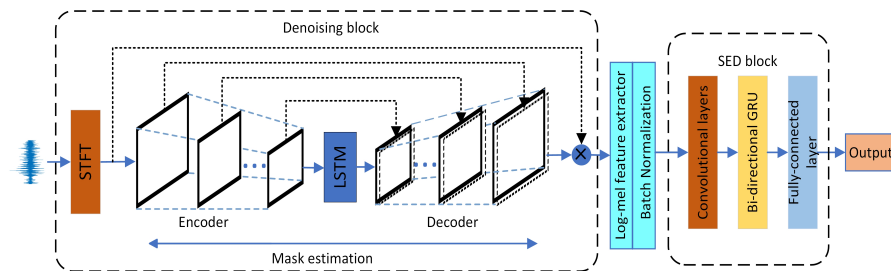 Denoising block
STFT
Encoder
LSTM
Decoder
Mask estimation
×
Log-mel feature extractor
Batch Normalization
SED block
Convolutional layers
Bi-directional GRU
Fully-connected
layer
Output